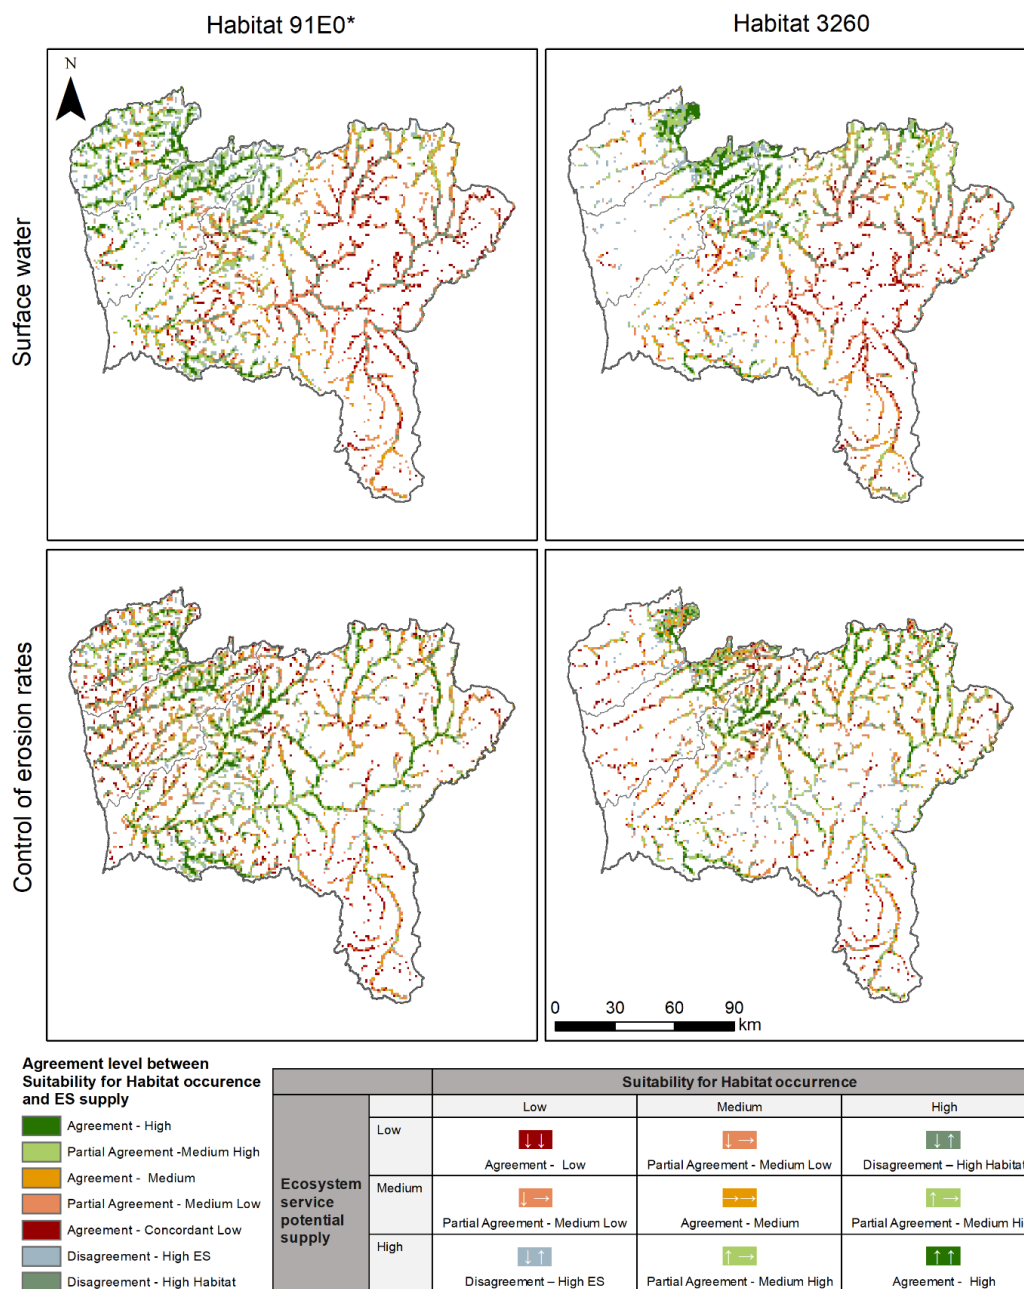 Habitat 91E0*
Habitat 3260
N
Surface water
Control of erosion rates
0 30 60 90
km
Agreement level between
Suitability for Habitat occurence
and ES supply
Agreement - High
Partial Agreement -Medium High
Agreement - Medium
Partial Agreement - Medium Low
Agreement - Concordant Low
Disagreement - High ES
Disagreement - High Habitat
Suitability for Habitat occurrence
Low Medium High
Ecosystem
service
potential
supply
Low
↓↓ ↓→ ↓↑
Agreement - Low Partial Agreement - Medium Low Disagreement – High Habitat
Medium
↓→ →→ ↑→
Partial Agreement - Medium Low Agreement - Medium Partial Agreement - Medium Hi
High
↓↑ ↑→ ↑↑
Disagreement – High ES Partial Agreement - Medium High Agreement - High